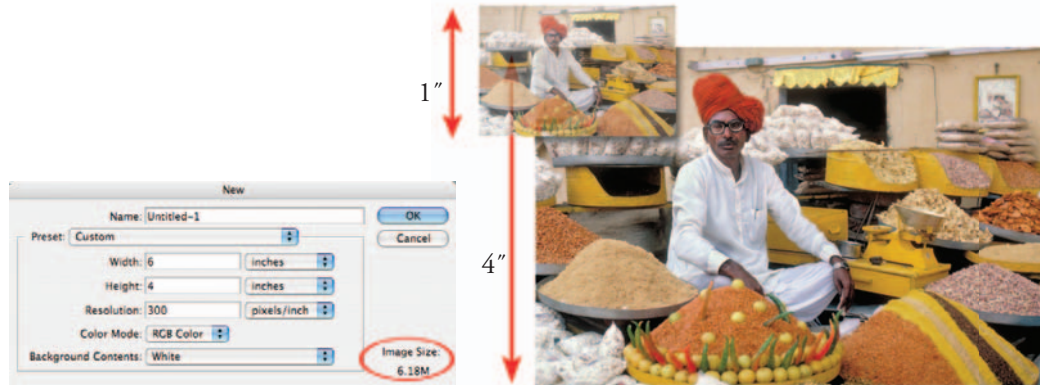 1″
4″
New
Name: Untitled-1
OK
Preset: Custom
Cancel
Width: 6 inches
Height: 4 inches
Resolution: 300 pixels/inch
Color Mode: RGB Color
Background Contents: White
Image Size:
6.18M